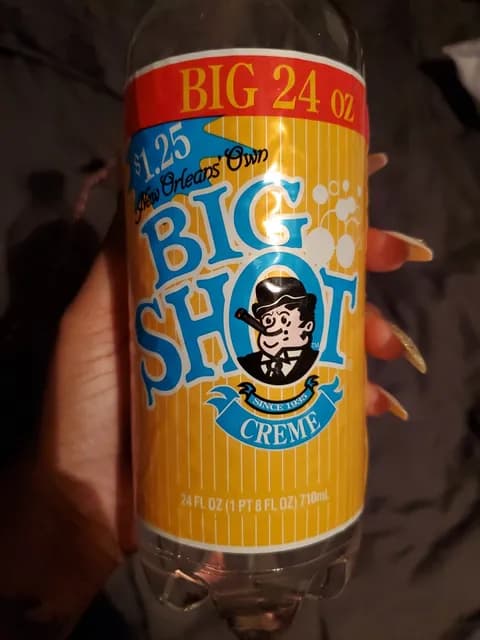 BIG 24 OZ
$1.25
New Orleans' Own
BIG
SHOT
TM
SINCE 1935
CREME
24 FL OZ (1 PT 8 FL OZ) 710mL